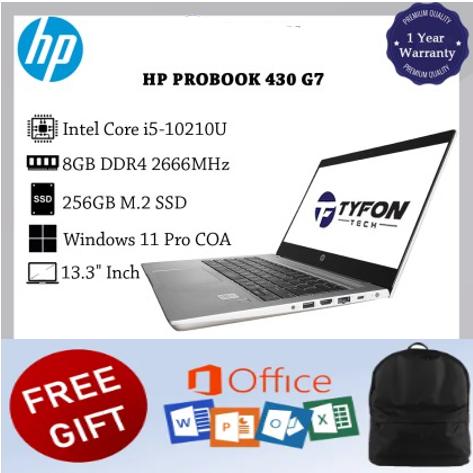 hp
PREMIUM QUALITY
1 Year
Warranty
PREMIUM QUALITY
HP PROBOOK 430 G7
Intel Core i5-10210U
8GB DDR4 2666MHz
SSD
256GB M.2 SSD
Windows 11 Pro COA
13.3" Inch
TYFON
TECH
hp
FREE
GIFT
Office
W
P
O
X